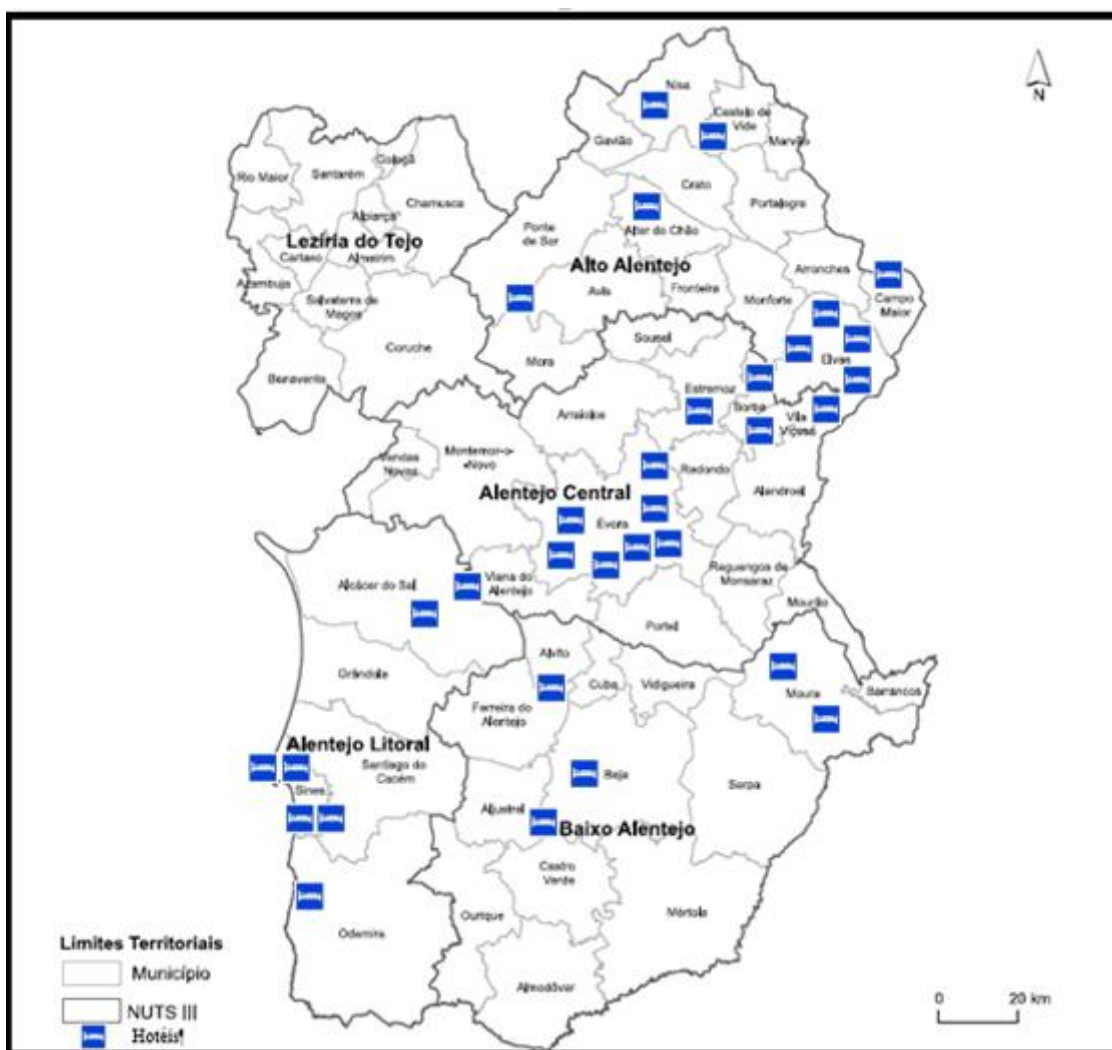 N
Nisa
Castelo de
Vide
Marvão
Gavião
Crato
Portalegre
Golegã
Rio Maior
Santarém
Chamusca
Alpiarça
Lezíria do Tejo
Cartaxo
Almeirim
Azambuja
Salvaterra de
Magos
Coruche
Benavente
Ponte
de Sor
Alter do Chão
Alto Alentejo
Avis
Fronteira
Arronches
Monforte
Campo
Maior
Mora
Sousel
Elvas
Estremoz
Borba
Vila
Viçosa
Arraiolos
Vendas
Novas
Montemor-o-
-Novo
Redondo
Alandroal
Alentejo Central
Évora
Reguengos de
Monsaraz
Mourão
Viana do
Alentejo
Alcácer do Sal
Portel
Grândola
Alvito
Cuba
Vidigueira
Moura
Barrancos
Ferreira do
Alentejo
Alentejo Litoral
Santiago do
Cacém
Sines
Beja
Serpa
Aljustrel
Baixo Alentejo
Castro
Verde
Ourique
Mértola
Odemira
Almodôvar
Limites Territoriais
Município
NUTS III
Hotéis¶
0 20 km